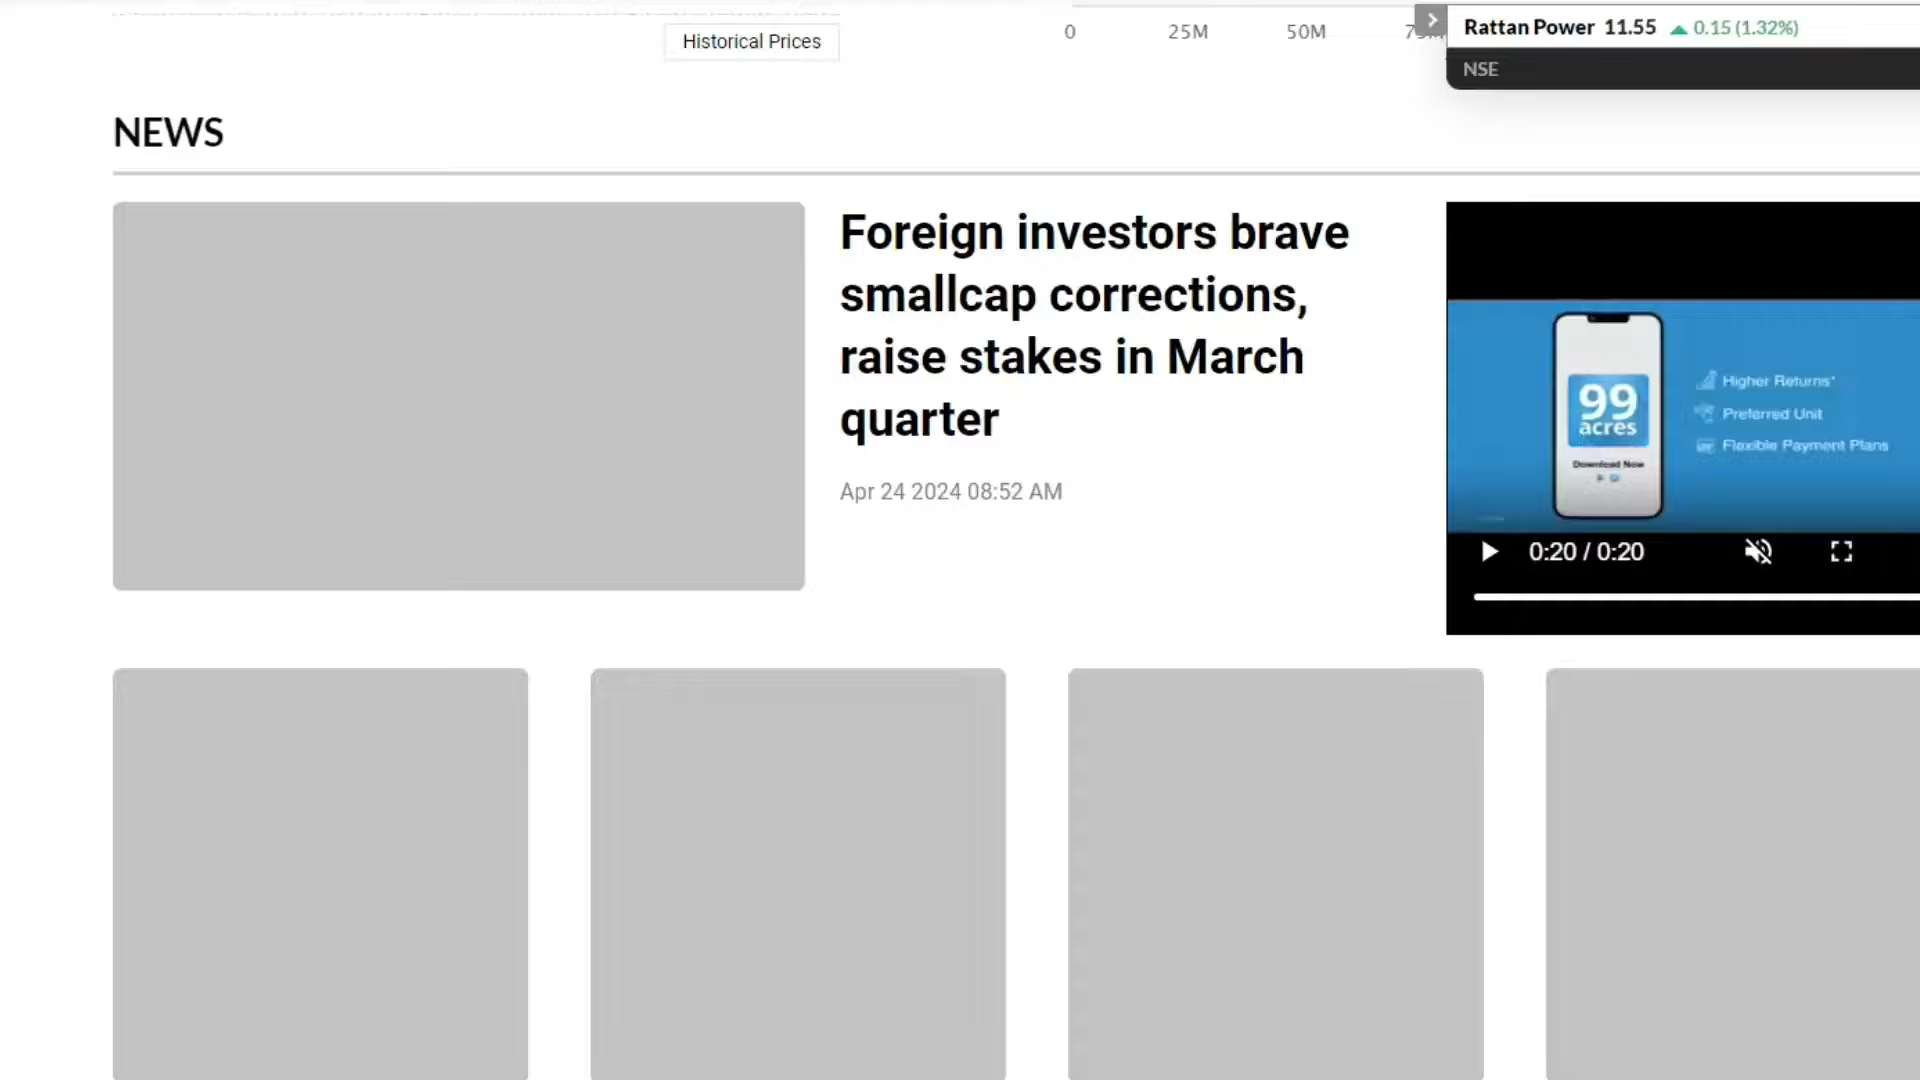 Historical Prices
0 25M 50M
Rattan Power 11.55 0.15 (1.32%)
NSE
NEWS
Foreign investors brave
smallcap corrections,
raise stakes in March
quarter
Apr 24 2024 08:52 AM
99
acres
Download Now
Higher Returns*
Preferred Unit
Flexible Payment Plans
0:20 / 0:20